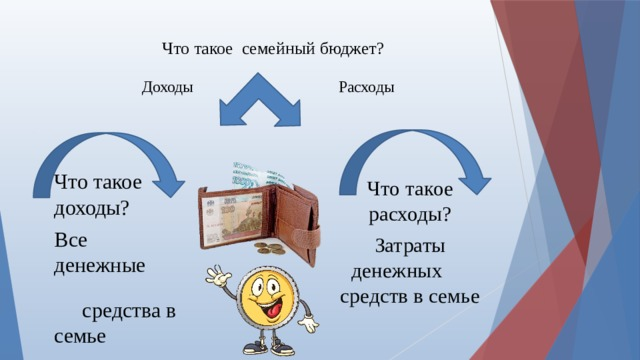 Что такое семейный бюджет?
Доходы
Расходы
Что такое
доходы?
Все
денежные
средства в
семье
Что такое
расходы?
Затраты
денежных
средств в семье